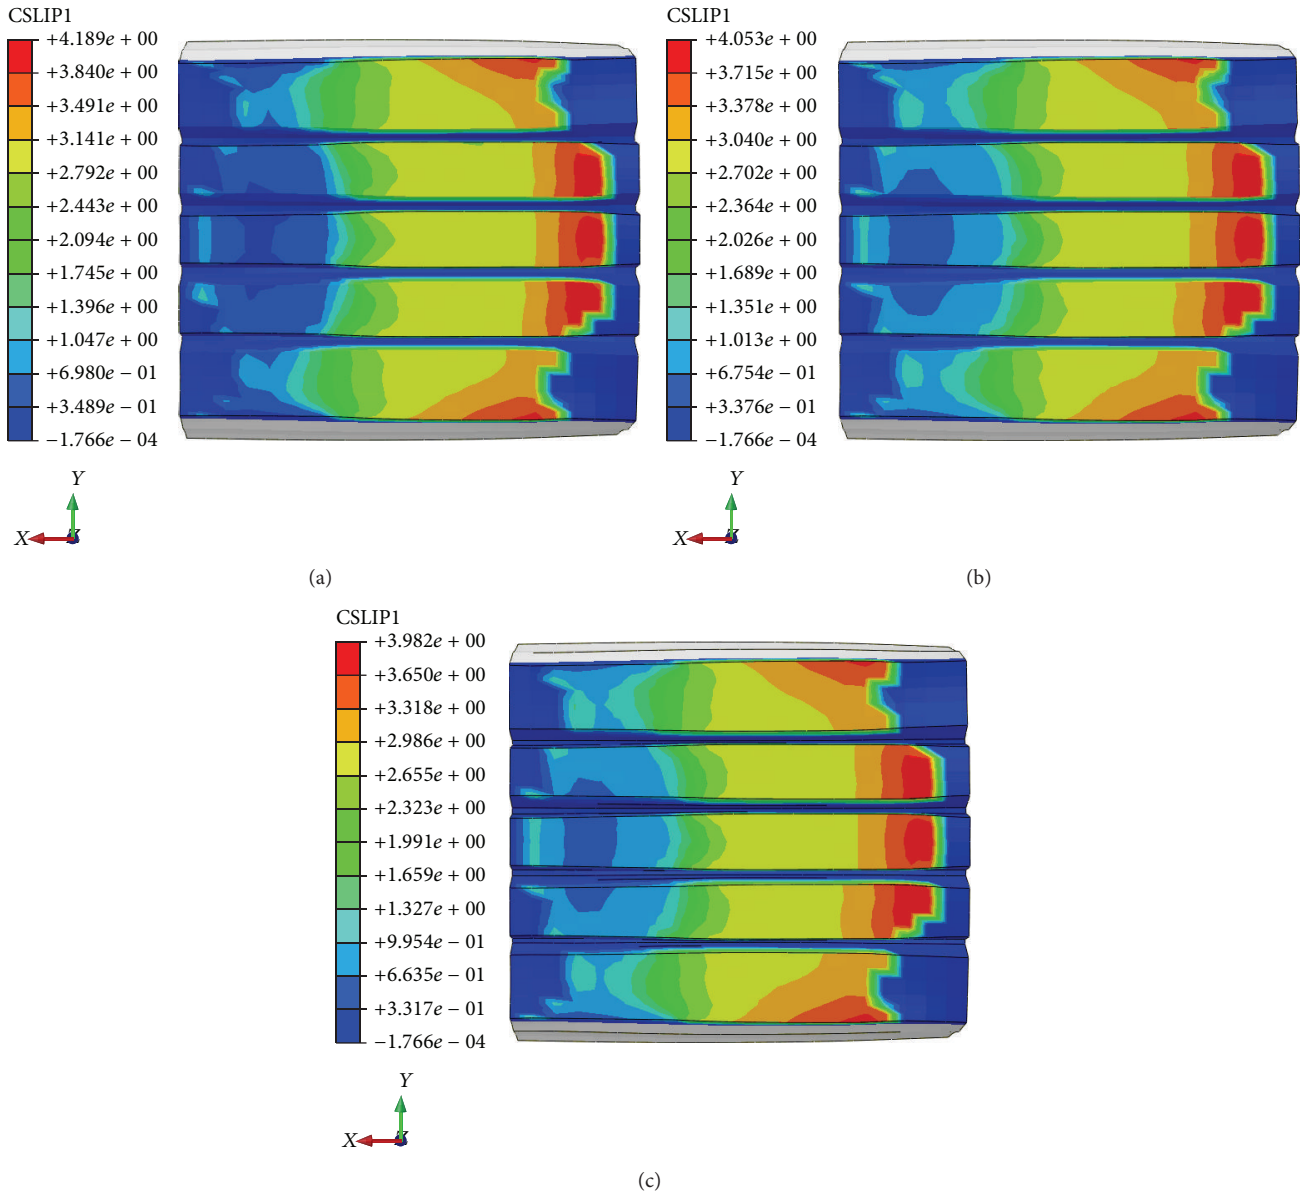 CSLIP1
+4.189e + 00
+3.840e + 00
+3.491e + 00
+3.141e + 00
+2.792e + 00
+2.443e + 00
+2.094e + 00
+1.745e + 00
+1.396e + 00
+1.047e + 00
+6.980e − 01
+3.489e − 01
−1.766e − 04
Y
X
(a)
CSLIP1
+4.053e + 00
+3.715e + 00
+3.378e + 00
+3.040e + 00
+2.702e + 00
+2.364e + 00
+2.026e + 00
+1.689e + 00
+1.351e + 00
+1.013e + 00
+6.754e − 01
+3.376e − 01
−1.766e − 04
Y
X
(b)
CSLIP1
+3.982e + 00
+3.650e + 00
+3.318e + 00
+2.986e + 00
+2.655e + 00
+2.323e + 00
+1.991e + 00
+1.659e + 00
+1.327e + 00
+9.954e − 01
+6.635e − 01
+3.317e − 01
−1.766e − 04
Y
X
(c)